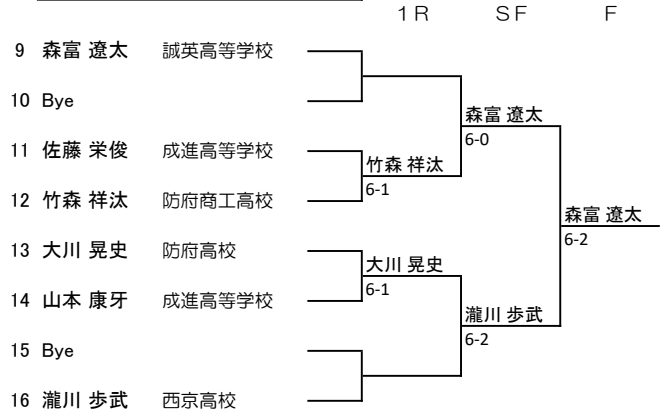 1R SF F
9 森富 遼太 誠英高等学校
10 Bye
森富 遼太
6-0
11 佐藤 栄俊 成進高等学校
竹森 祥汰
6-1
12 竹森 祥汰 防府商工高校
森富 遼太
6-2
13 大川 晃史 防府高校
大川 晃史
6-1
14 山本 康牙 成進高等学校
瀧川 歩武
6-2
15 Bye
16 瀧川 歩武 西京高校